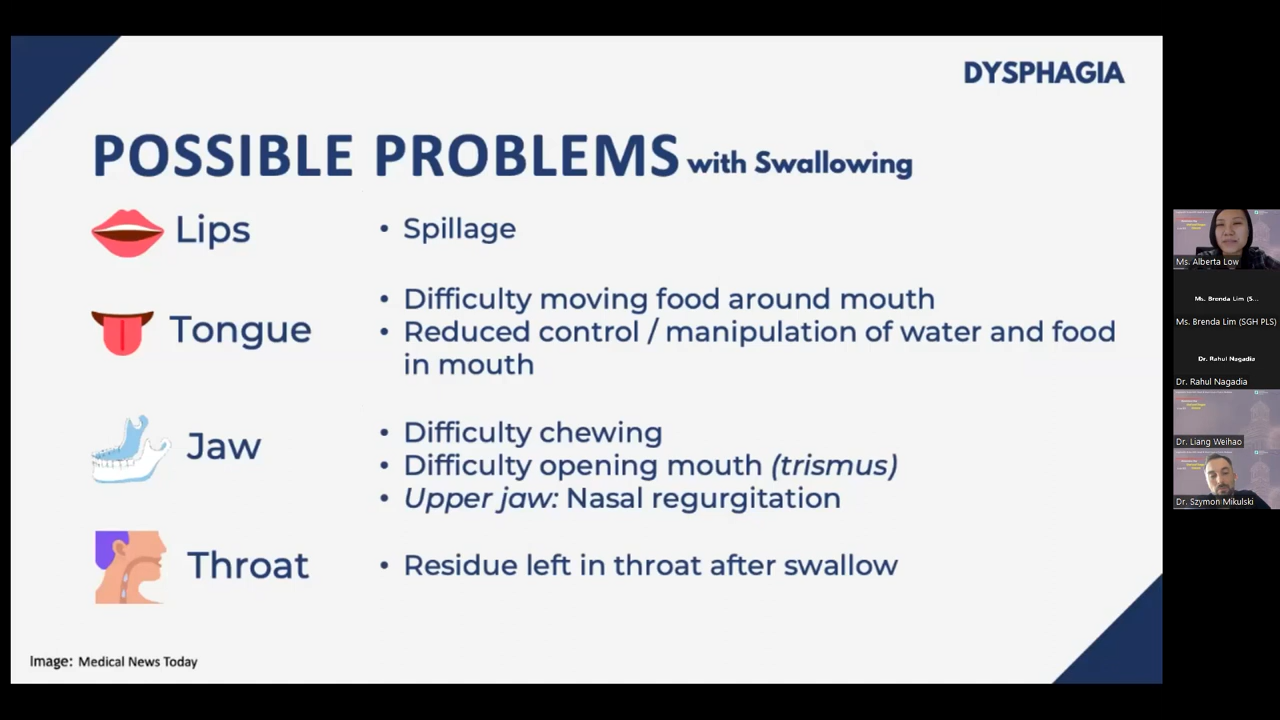 DYSPHAGIA
POSSIBLE PROBLEMS with Swallowing
Lips
• Spillage
Tongue
• Difficulty moving food around mouth
• Reduced control / manipulation of water and food
in mouth
Jaw
• Difficulty chewing
• Difficulty opening mouth (trismus)
• Upper jaw: Nasal regurgitation
Throat
• Residue left in throat after swallow
Image: Medical News Today
Ms. Alberta Low
Ms. Brenda Lim (S...
Ms. Brenda Lim (SGH PLS)
Dr. Rahul Nagadia
Dr. Rahul Nagadia
Dr. Liang Weihao
Dr. Szymon Mikulski